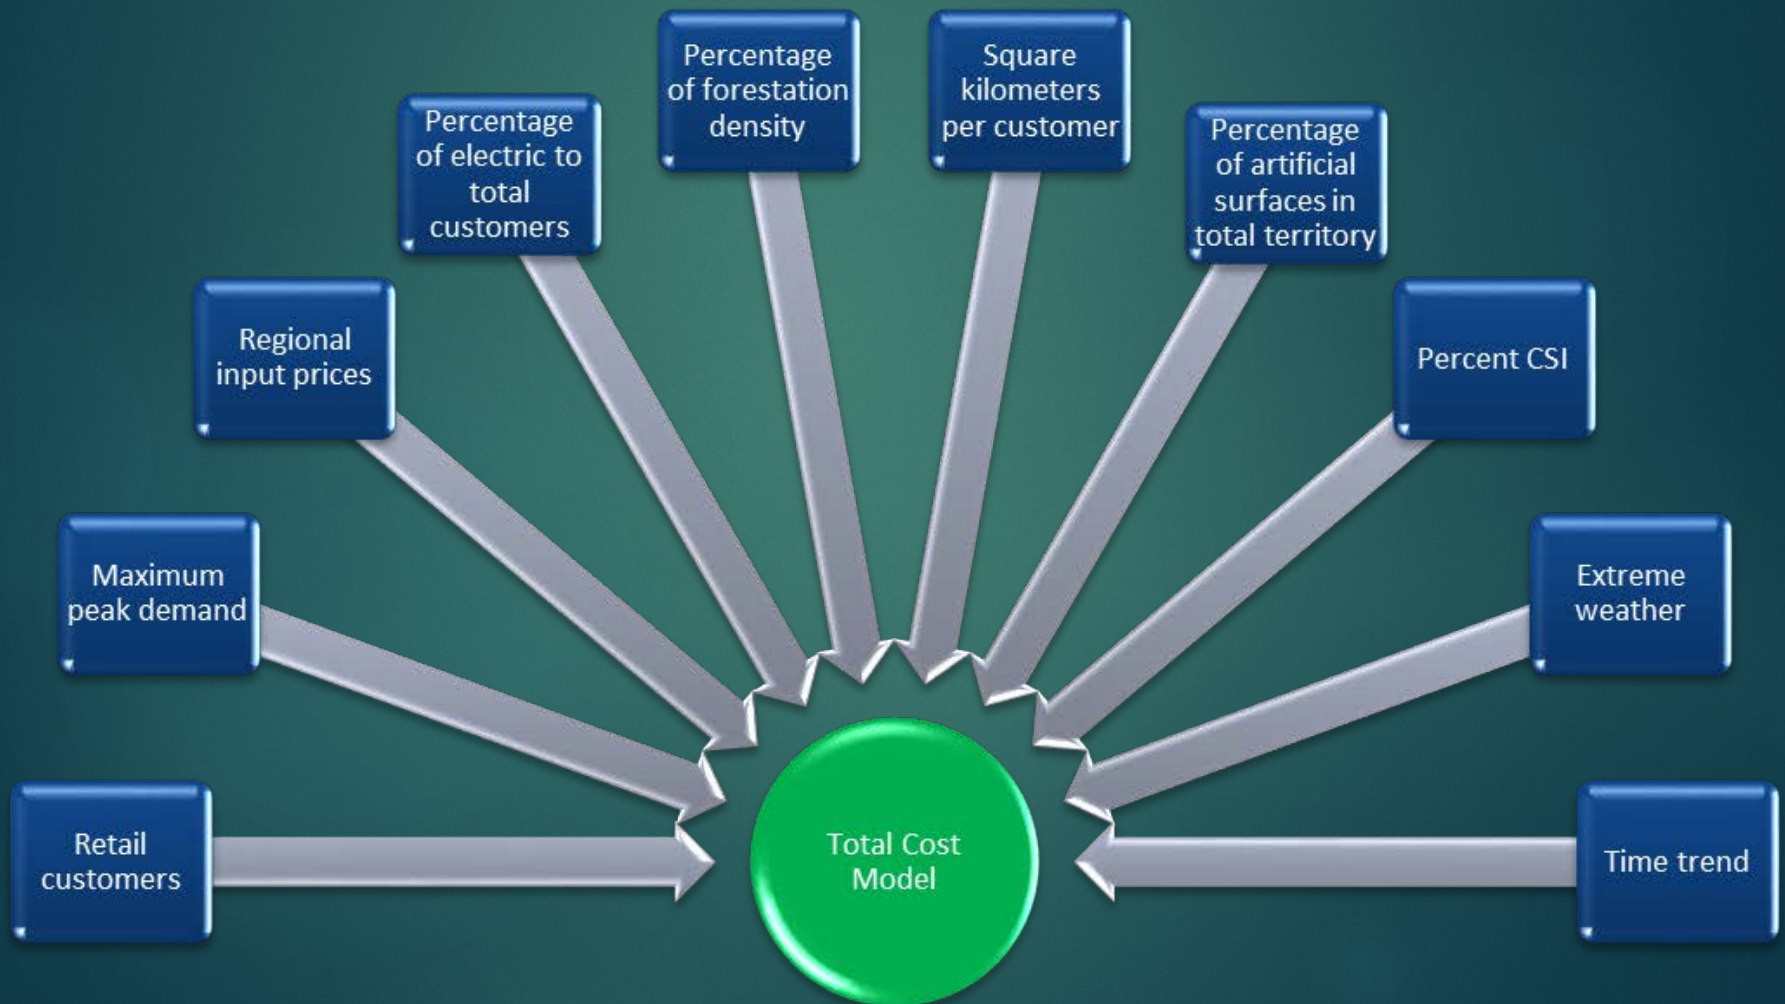 Retail
customers
Maximum
peak demand
Regional
input prices
Percentage
of electric to
total
customers
Percentage
of forestation
density
Square
kilometers
per customer
Percentage
of artificial
surfaces in
total territory
Percent CSI
Extreme
weather
Time trend
Total Cost
Model